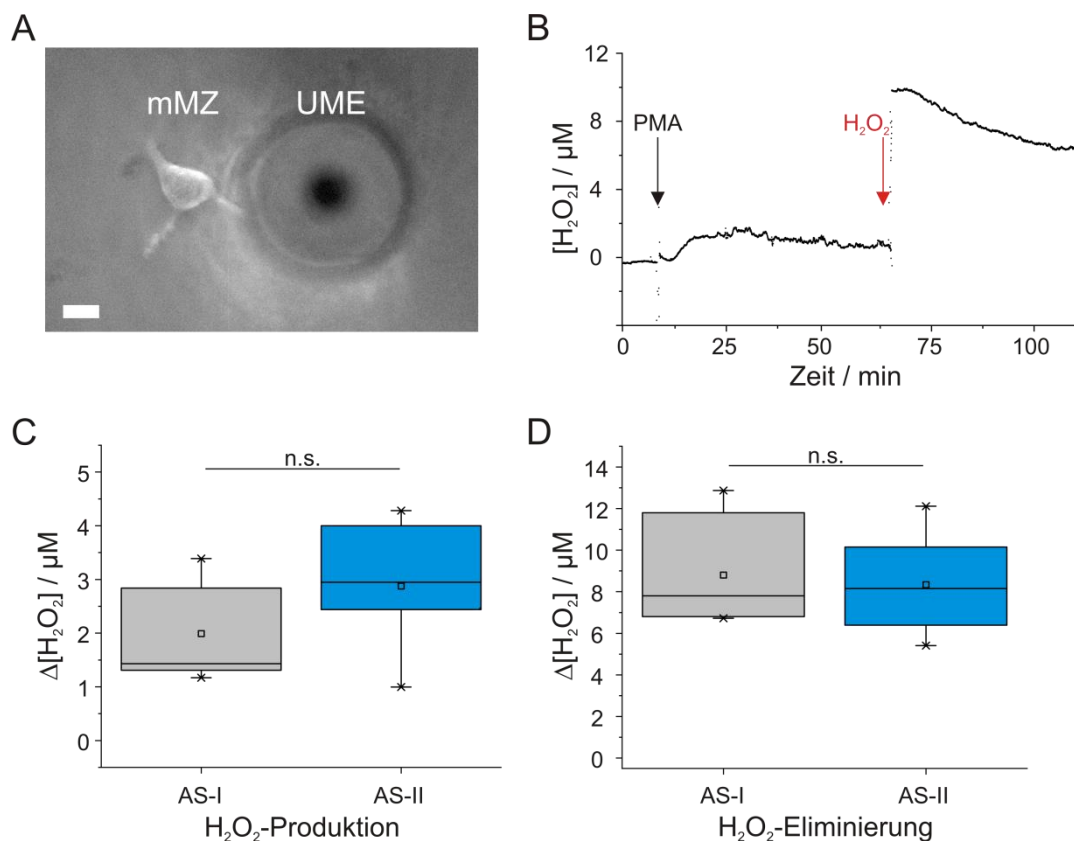 A
mMZ
UME
B
[H₂O₂] / µM
12
8
4
0
PMA
H₂O₂
0
25
50
75
100
Zeit / min
C
Δ[H₂O₂] / µM
5
4
3
2
1
0
n.s.
AS-I
AS-II
H₂O₂-Produktion
D
Δ[H₂O₂] / µM
14
12
10
8
6
4
2
0
n.s.
AS-I
AS-II
H₂O₂-Eliminierung